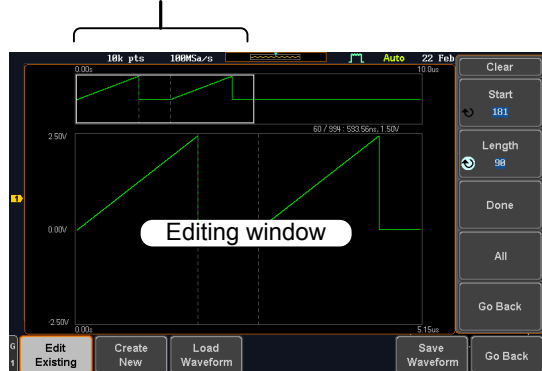 10k pts 100MSa/s Auto 22 Feb
Clear
0.00s 10.0us
Start
181
60 / 994 : 593.56ns, 1.50V
2.50V
Length
90
1
Done
0.00V
Editing window
All
Go Back
-2.50V
0.00s 5.15us
G
1
Edit
Existing
Create
New
Load
Waveform
Save
Waveform
Go Back